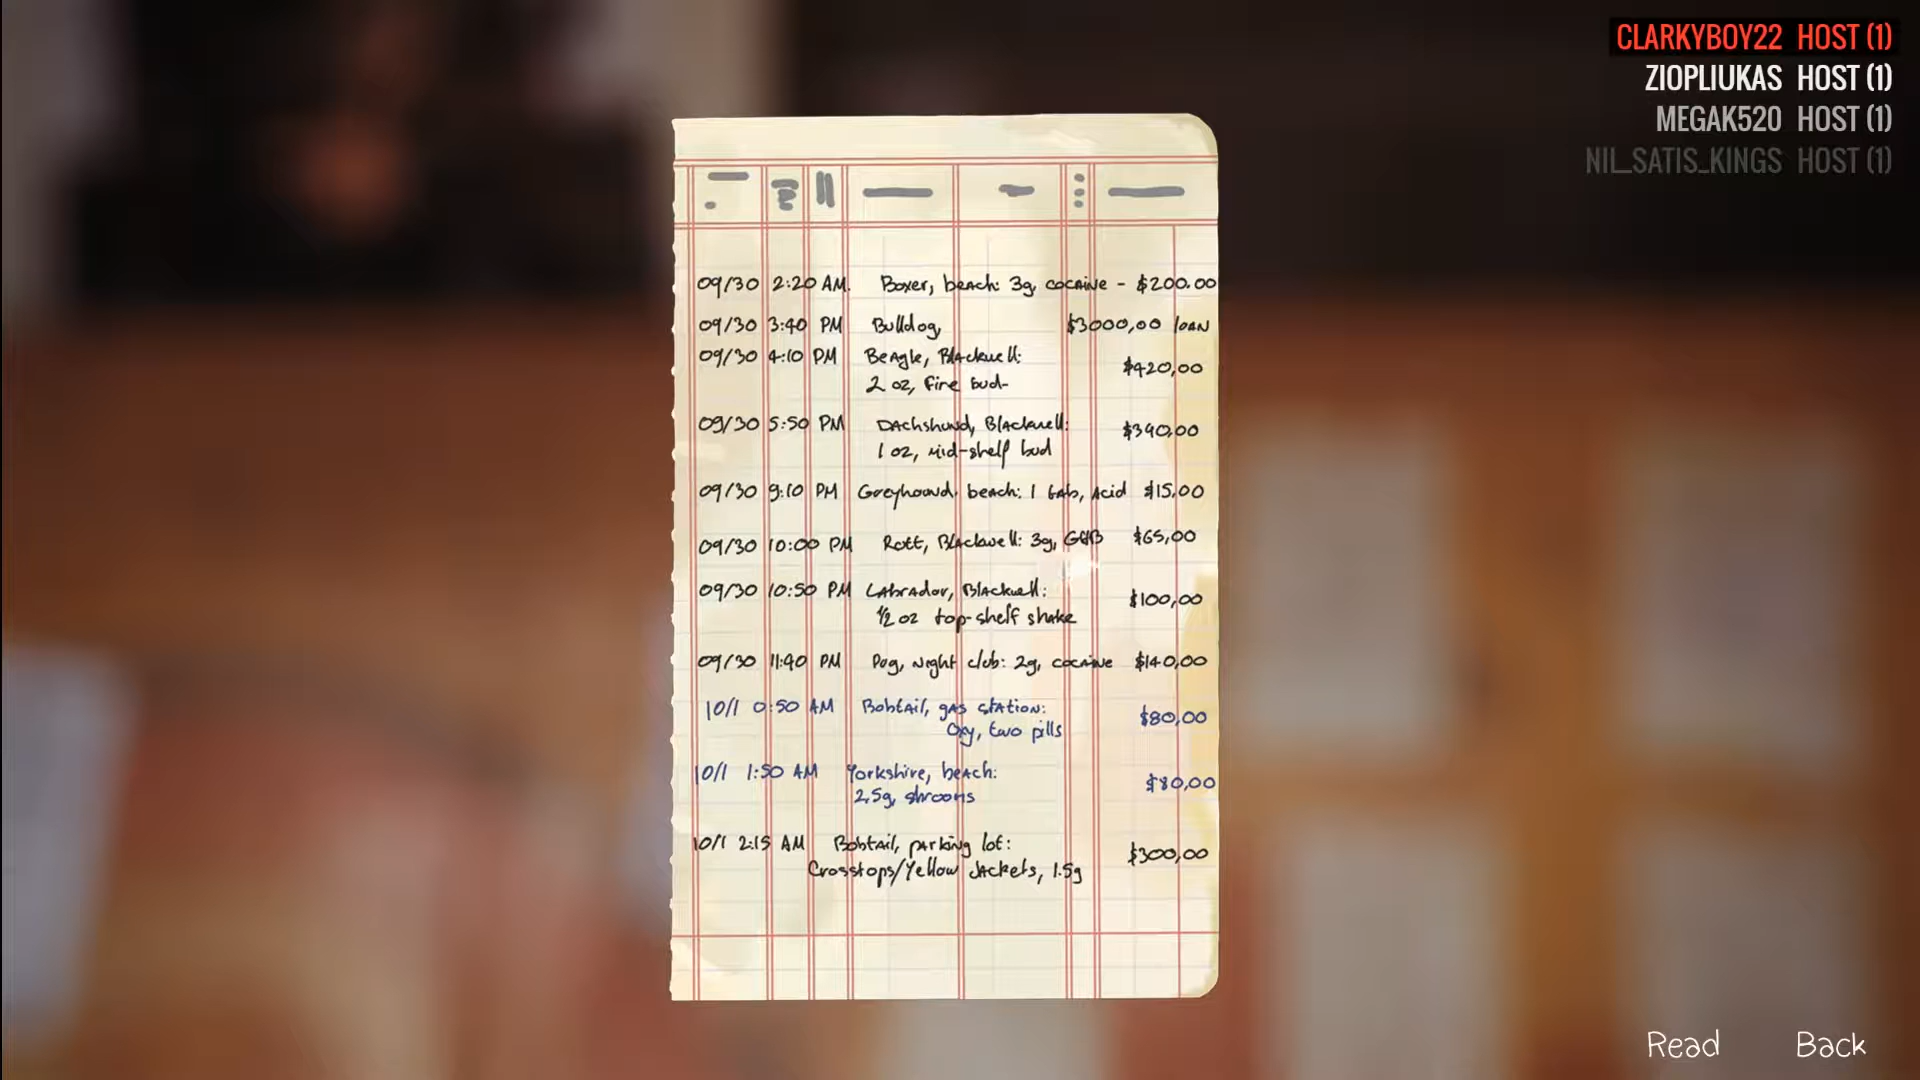 CLARKYBOY22 HOST (1)
ZIOPLIUKAS HOST (1)
MEGAK520 HOST (1)
NIL_SATIS_KINGS HOST (1)
09/30 2:20 AM. Boxer, beach: 3g, cocaine - $200.00
09/30 3:40 PM Bulldog, $3000,00 loan
09/30 4:10 PM Beagle, Blackwell: $420,00
2 oz, fire bud-
09/30 5:50 PM Dachshund, Blackwell: $340.00
1 oz, mid-shelf bud
09/30 9:10 PM Greyhound, beach: 1 tab, acid $15.00
09/30 10:00 PM Rott, Blackwell: 3g, GHB $65,00
09/30 10:50 PM Labrador, Blackwell: $100,00
1/2 oz top-shelf shake
09/30 11:40 PM Pug, night club: 2g, cocaine $140,00
10/1 0:50 AM Bobtail, gas station: $80,00
Oxy, two pills
10/1 1:50 AM Yorkshire, beach: $80,00
2,5g, shrooms
10/1 2:15 AM Bobtail, parking lot: $300,00
Crosstops/Yellow Jackets, 1.5g
Read Back